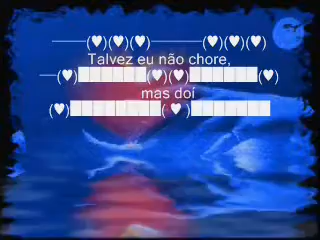 ───(♥)(♥)(♥)────(♥)(♥)(♥)
Talvez eu não chore,
─(♥)██████(♥)(♥)██████(♥)
mas doí
(♥)████████( ♥ )███████